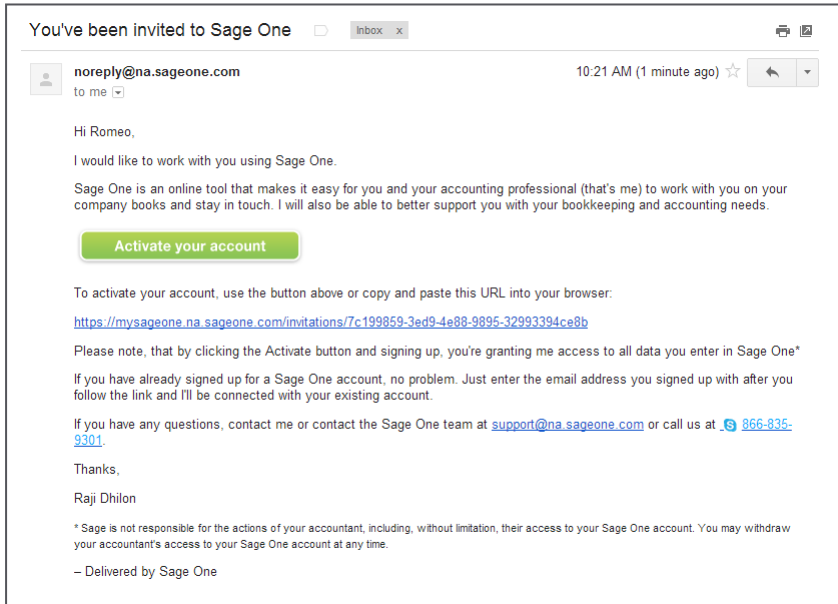 You've been invited to Sage One
Inbox x
noreply@na.sageone.com
10:21 AM (1 minute ago)
to me
Hi Romeo,
I would like to work with you using Sage One.
Sage One is an online tool that makes it easy for you and your accounting professional (that's me) to work with you on your
company books and stay in touch. I will also be able to better support you with your bookkeeping and accounting needs.
Activate your account
To activate your account, use the button above or copy and paste this URL into your browser:
https://mysageone.na.sageone.com/invitations/7c199859-3ed9-4e88-9895-32993394ce8b
Please note, that by clicking the Activate button and signing up, you're granting me access to all data you enter in Sage One*
If you have already signed up for a Sage One account, no problem. Just enter the email address you signed up with after you
follow the link and I'll be connected with your existing account.
If you have any questions, contact me or contact the Sage One team at support@na.sageone.com or call us at S 866-835-
9301.
Thanks,
Raji Dhilon
* Sage is not responsible for the actions of your accountant, including, without limitation, their access to your Sage One account. You may withdraw
your accountant's access to your Sage One account at any time.
– Delivered by Sage One